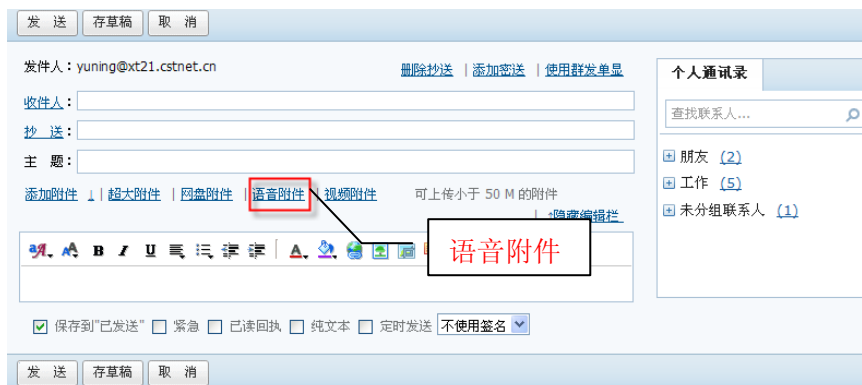 发 送 存草稿 取 消
发件人：yuning@xt21.cstnet.cn 删除抄送 | 添加密送 | 使用群发单显
收件人：
抄 送：
主 题：
添加附件 ↓ | 超大附件 | 网盘附件 | 语音附件 | 视频附件 可上传小于 50 M 的附件
| ↑隐藏编辑栏
语音附件
B I U A
保存到"已发送" 紧急 已读回执 纯文本 定时发送 不使用签名
发 送 存草稿 取 消
个人通讯录
查找联系人...
朋友 (2)
工作 (5)
未分组联系人 (1)